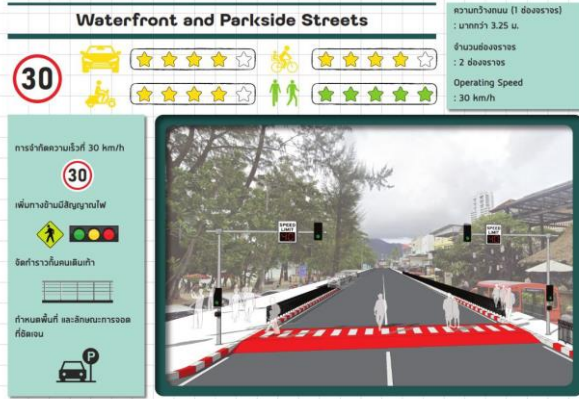 Waterfront and Parkside Streets
30
ความกว้างถนน (1 ช่องจราจร)
: มากกว่า 3.25 ม.
จำนวนช่องจราจร
: 2 ช่องจราจร
Operating Speed
: 30 km/h
การจำกัดความเร็วที่ 30 km/h
30
เพิ่มทางข้ามมีสัญญาณไฟ
จัดทำราวกั้นคนเดินเท้า
กำหนดพื้นที่ และลักษณะการจอด
ที่ชัดเจน
P
SPEED
LIMIT
SPEED
LIMIT